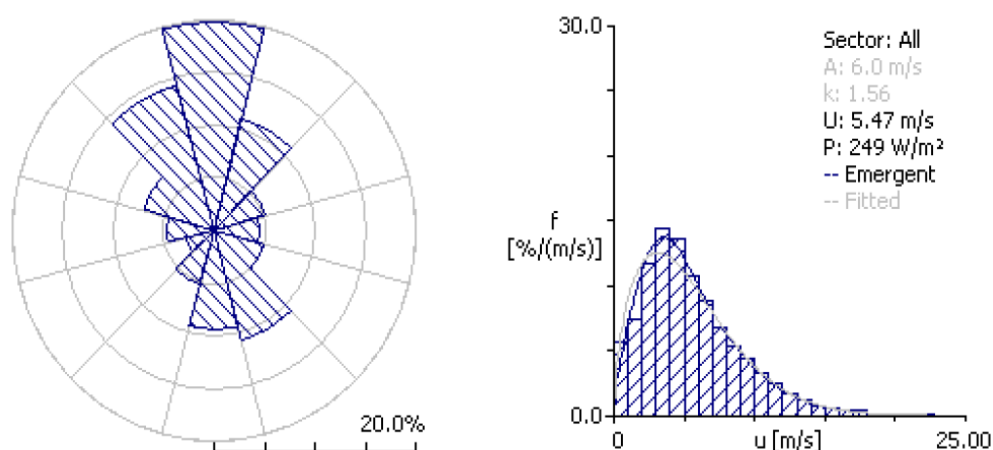 20.0%
30.0
f
[%/(m/s)]
0.0
0
u [m/s]
25.00
Sector: All
A: 6.0 m/s
k: 1.56
U: 5.47 m/s
P: 249 W/m²
-- Emergent
-- Fitted